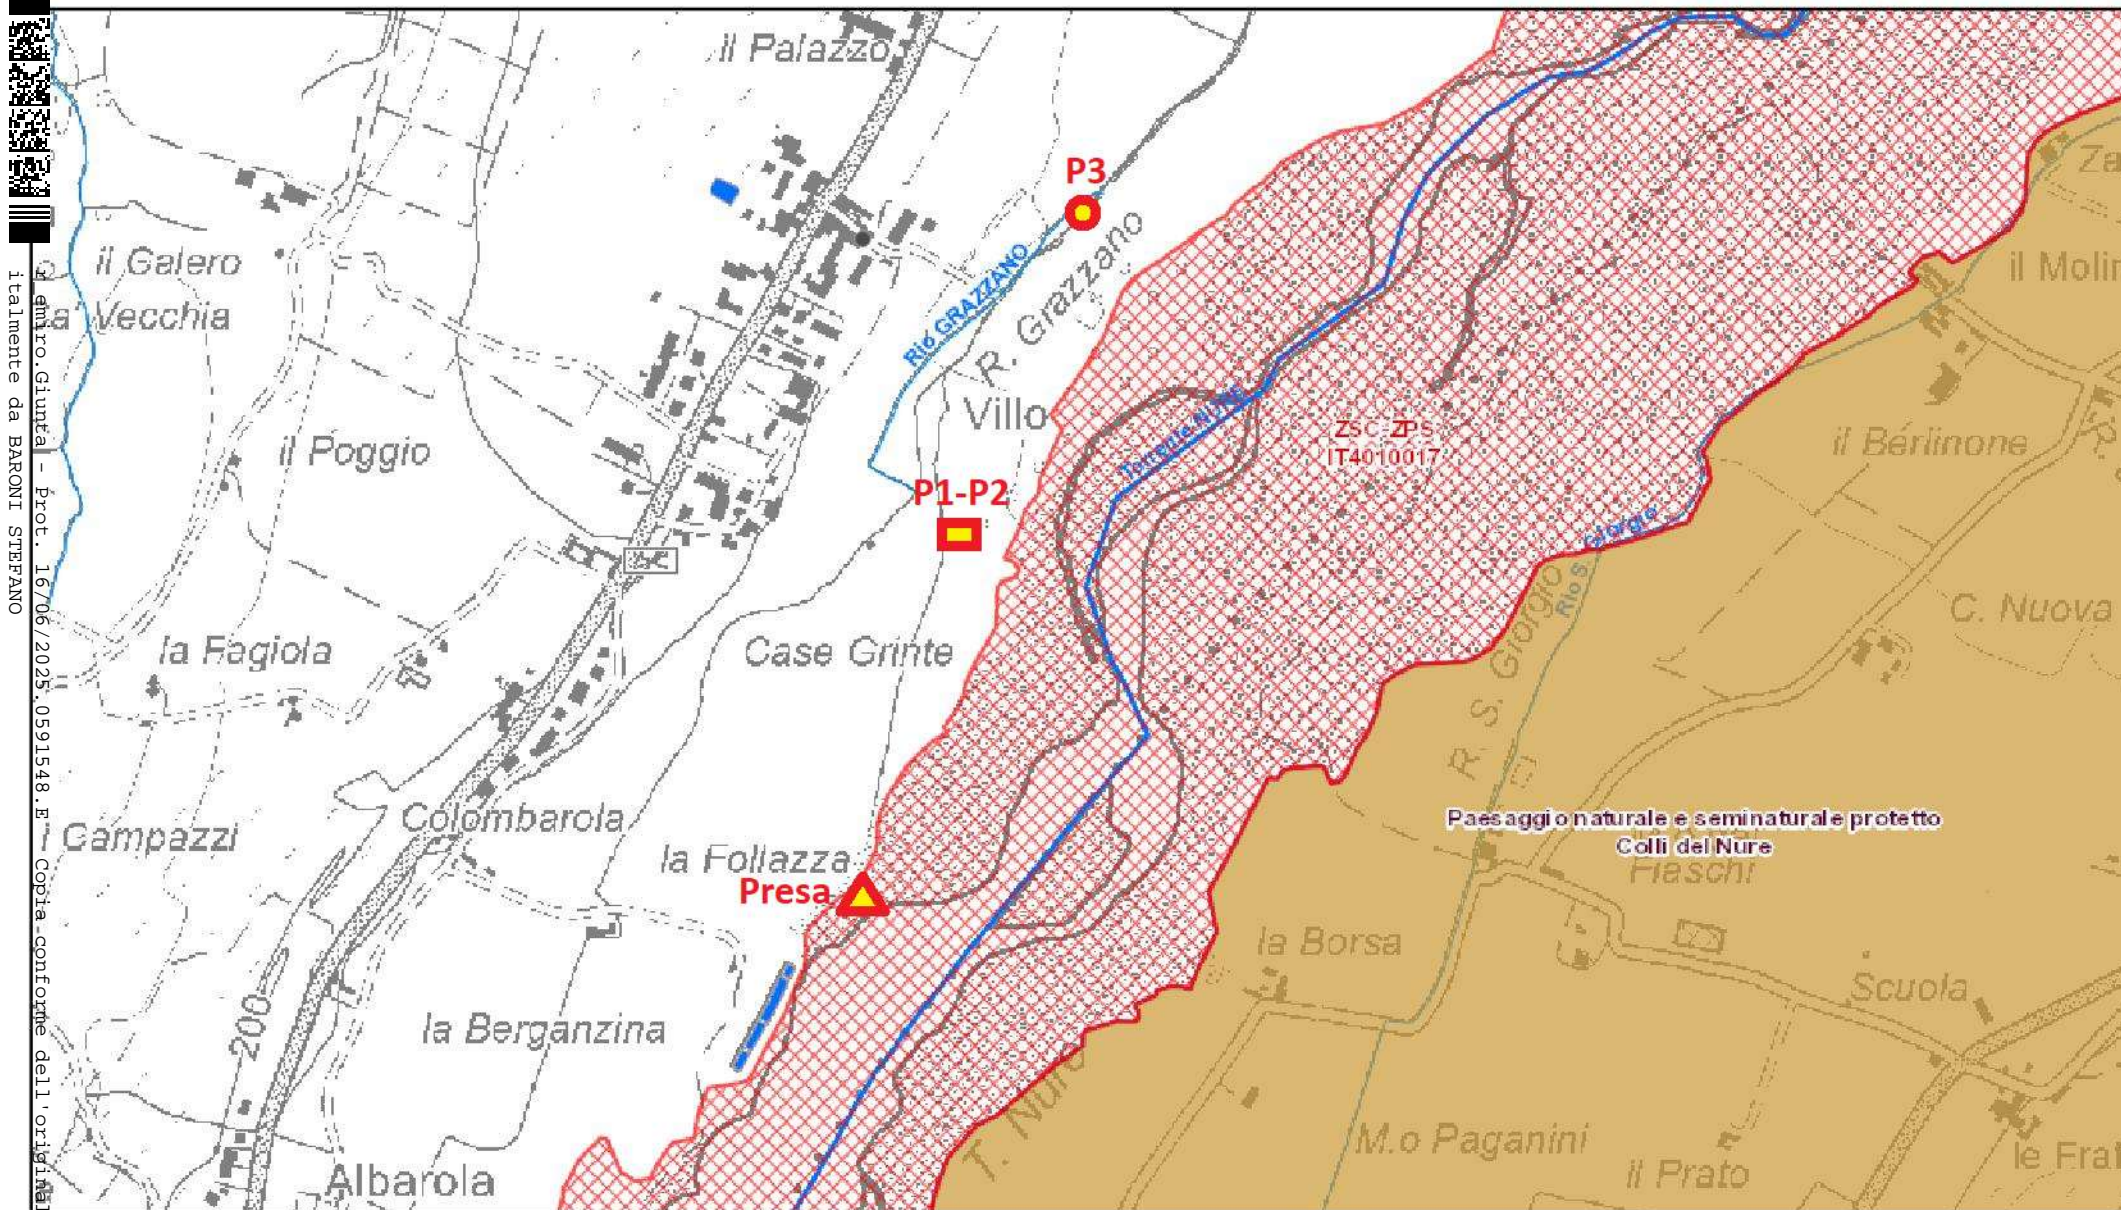 il Palazzo
P3
Za
il Galero
R. Grazzano
Rio GRAZZANO
il Molin
a' Vecchia
Villo
Torrente NURE
ZSC-ZPS
IT4010017
il Poggio
il Berlinone
P1-P2
Giorgio
Rio S.
R. S. Giorgio
C. Nuova
la Fagiola
Case Grinte
Colombarola
i Campazzi
la Follazza
Presa
Paesaggio naturale e seminaturale protetto
Colli del Nure
Fiaschi
la Borsa
Scuola
200
la Berganzina
T. Nure
M.o Paganini
il Prato
le Frat
Albarola
Giunta - Prot. 16/06/2025.0591548.E Copia conforme dell'origina
italmente da BARONI STEFANO